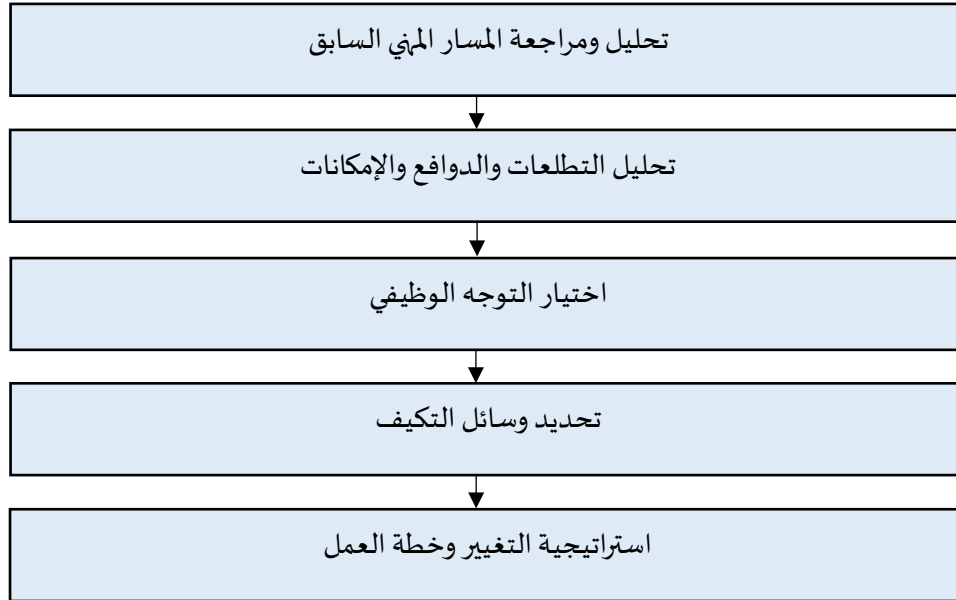 تحليل ومراجعة المسار المهني السابق
تحليل التطلعات والدوافع والإمكانات
اختيار التوجه الوظيفي
تحديد وسائل التكيف
استراتيجية التغيير وخطة العمل